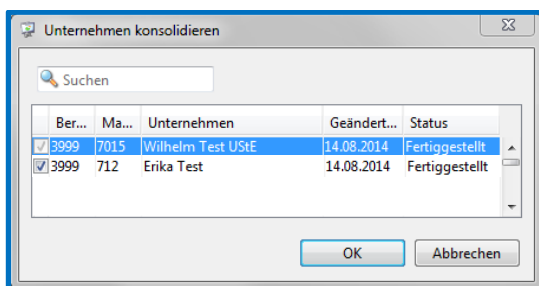 Unternehmen konsolidieren
Suchen
Ber... Ma... Unternehmen Geändert... Status
3999 7015 Wilhelm Test UStE 14.08.2014 Fertiggestellt
3999 712 Erika Test 14.08.2014 Fertiggestellt
OK Abbrechen